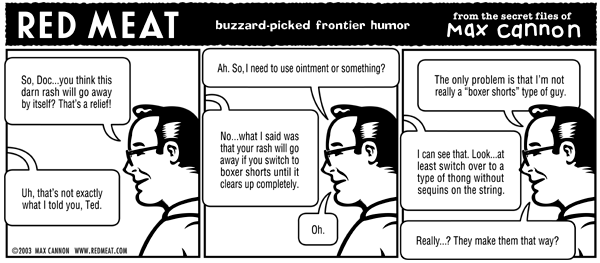 RED MEAT
buzzard-picked frontier humor
from the secret files of
max cannon
So, Doc...you think this
darn rash will go away
by itself? That's a relief!
Uh, that's not exactly
what I told you, Ted.
©2003 MAX CANNON WWW.REDMEAT.COM
Ah. So, I need to use ointment or something?
No...what I said was
that your rash will go
away if you switch to
boxer shorts until it
clears up completely.
Oh.
The only problem is that I'm not
really a "boxer shorts" type of guy.
I can see that. Look...at
least switch over to a
type of thong without
sequins on the string.
Really...? They make them that way?